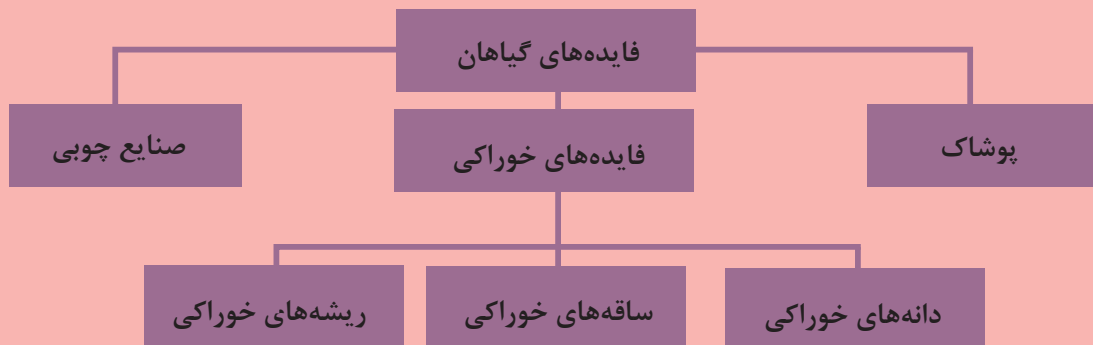 فایده‌های گیاهان
پوشاک
فایده‌های خوراکی
صنایع چوبی
دانه‌های خوراکی
ساقه‌های خوراکی
ریشه‌های خوراکی